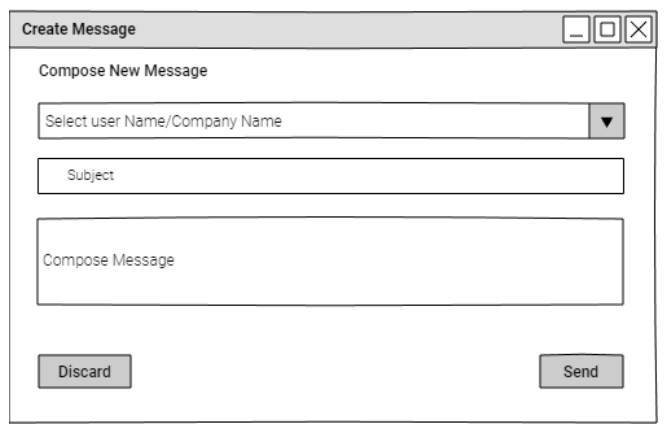 Create Message
Compose New Message
Select user Name/Company Name
Subject
Compose Message
Discard
Send